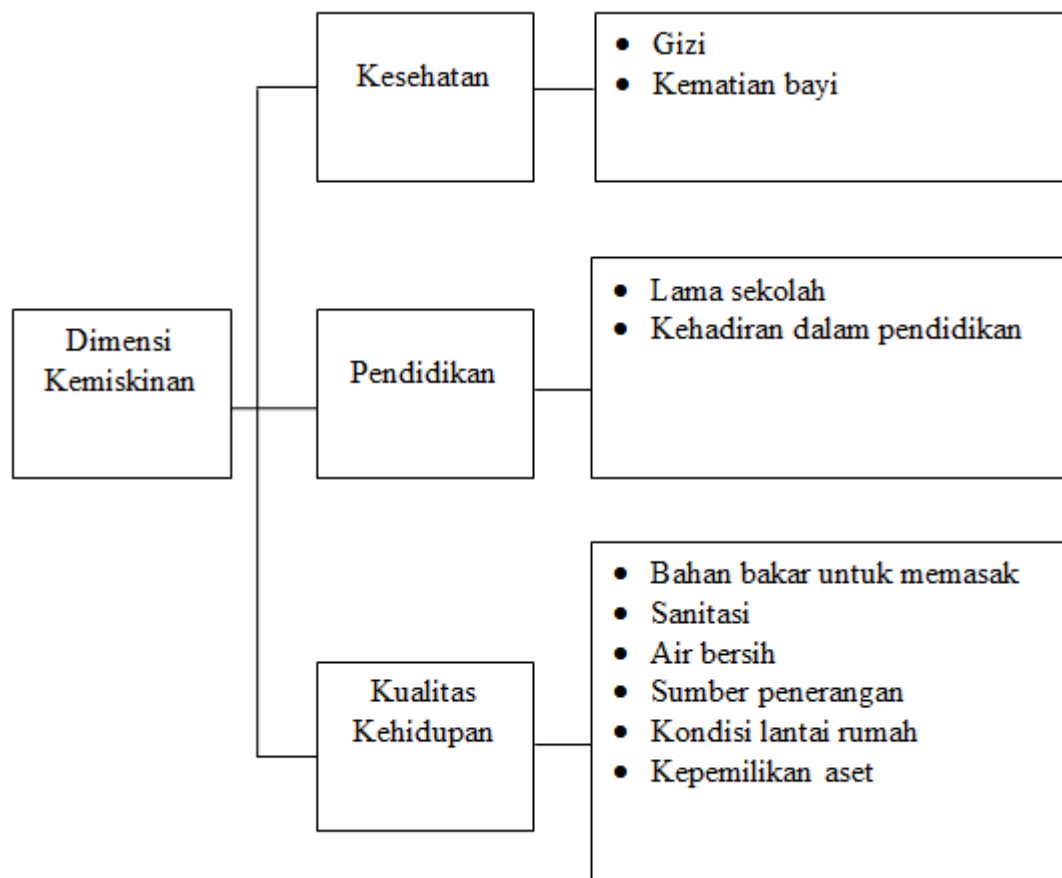 Kesehatan
• Gizi
• Kematian bayi
Dimensi
Kemiskinan
Pendidikan
• Lama sekolah
• Kehadiran dalam pendidikan
Kualitas
Kehidupan
• Bahan bakar untuk memasak
• Sanitasi
• Air bersih
• Sumber penerangan
• Kondisi lantai rumah
• Kepemilikan aset